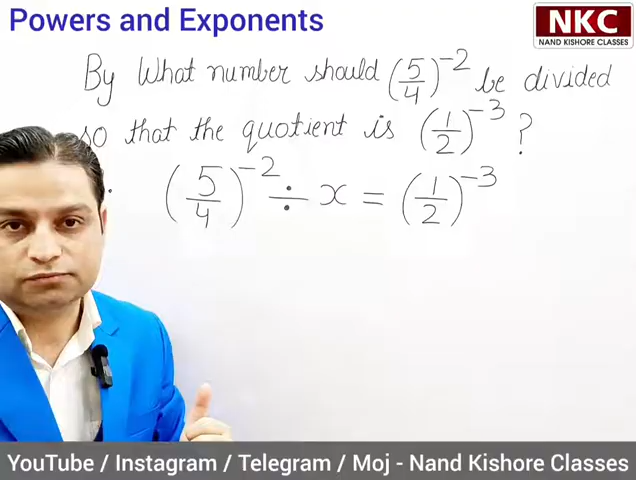 Powers and Exponents
NKC
NAND KISHORE CLASSES
By What number should (5/4)^-2 be divided
so that the quotient is (1/2)^-3 ?
(5/4)^-2 ÷ x = (1/2)^-3
YouTube / Instagram / Telegram / Moj - Nand Kishore Classes